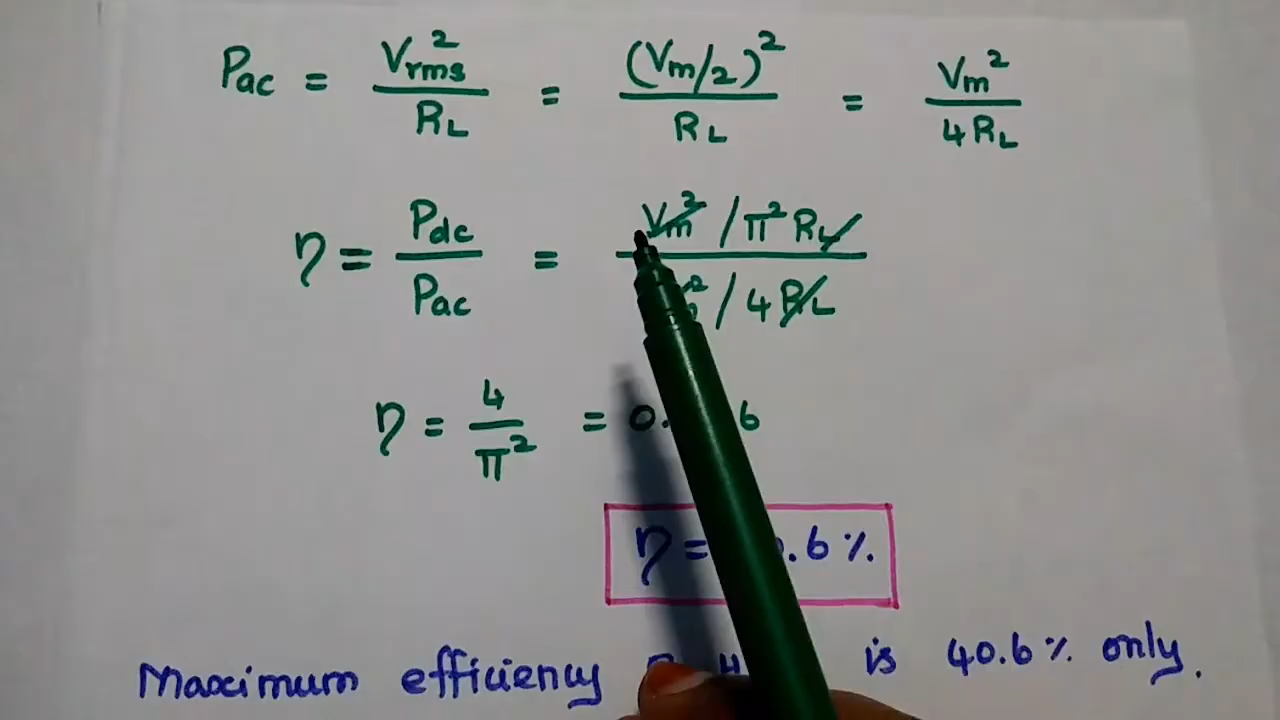 Pac = Vrms² / RL = (Vm/2)² / RL = Vm² / 4RL
η = Pdc / Pac = Vm² / π² RL / ² / 4 RL
η = 4 / π² = 0. 6
η = .6 %
Maximum efficiency is 40.6% only.